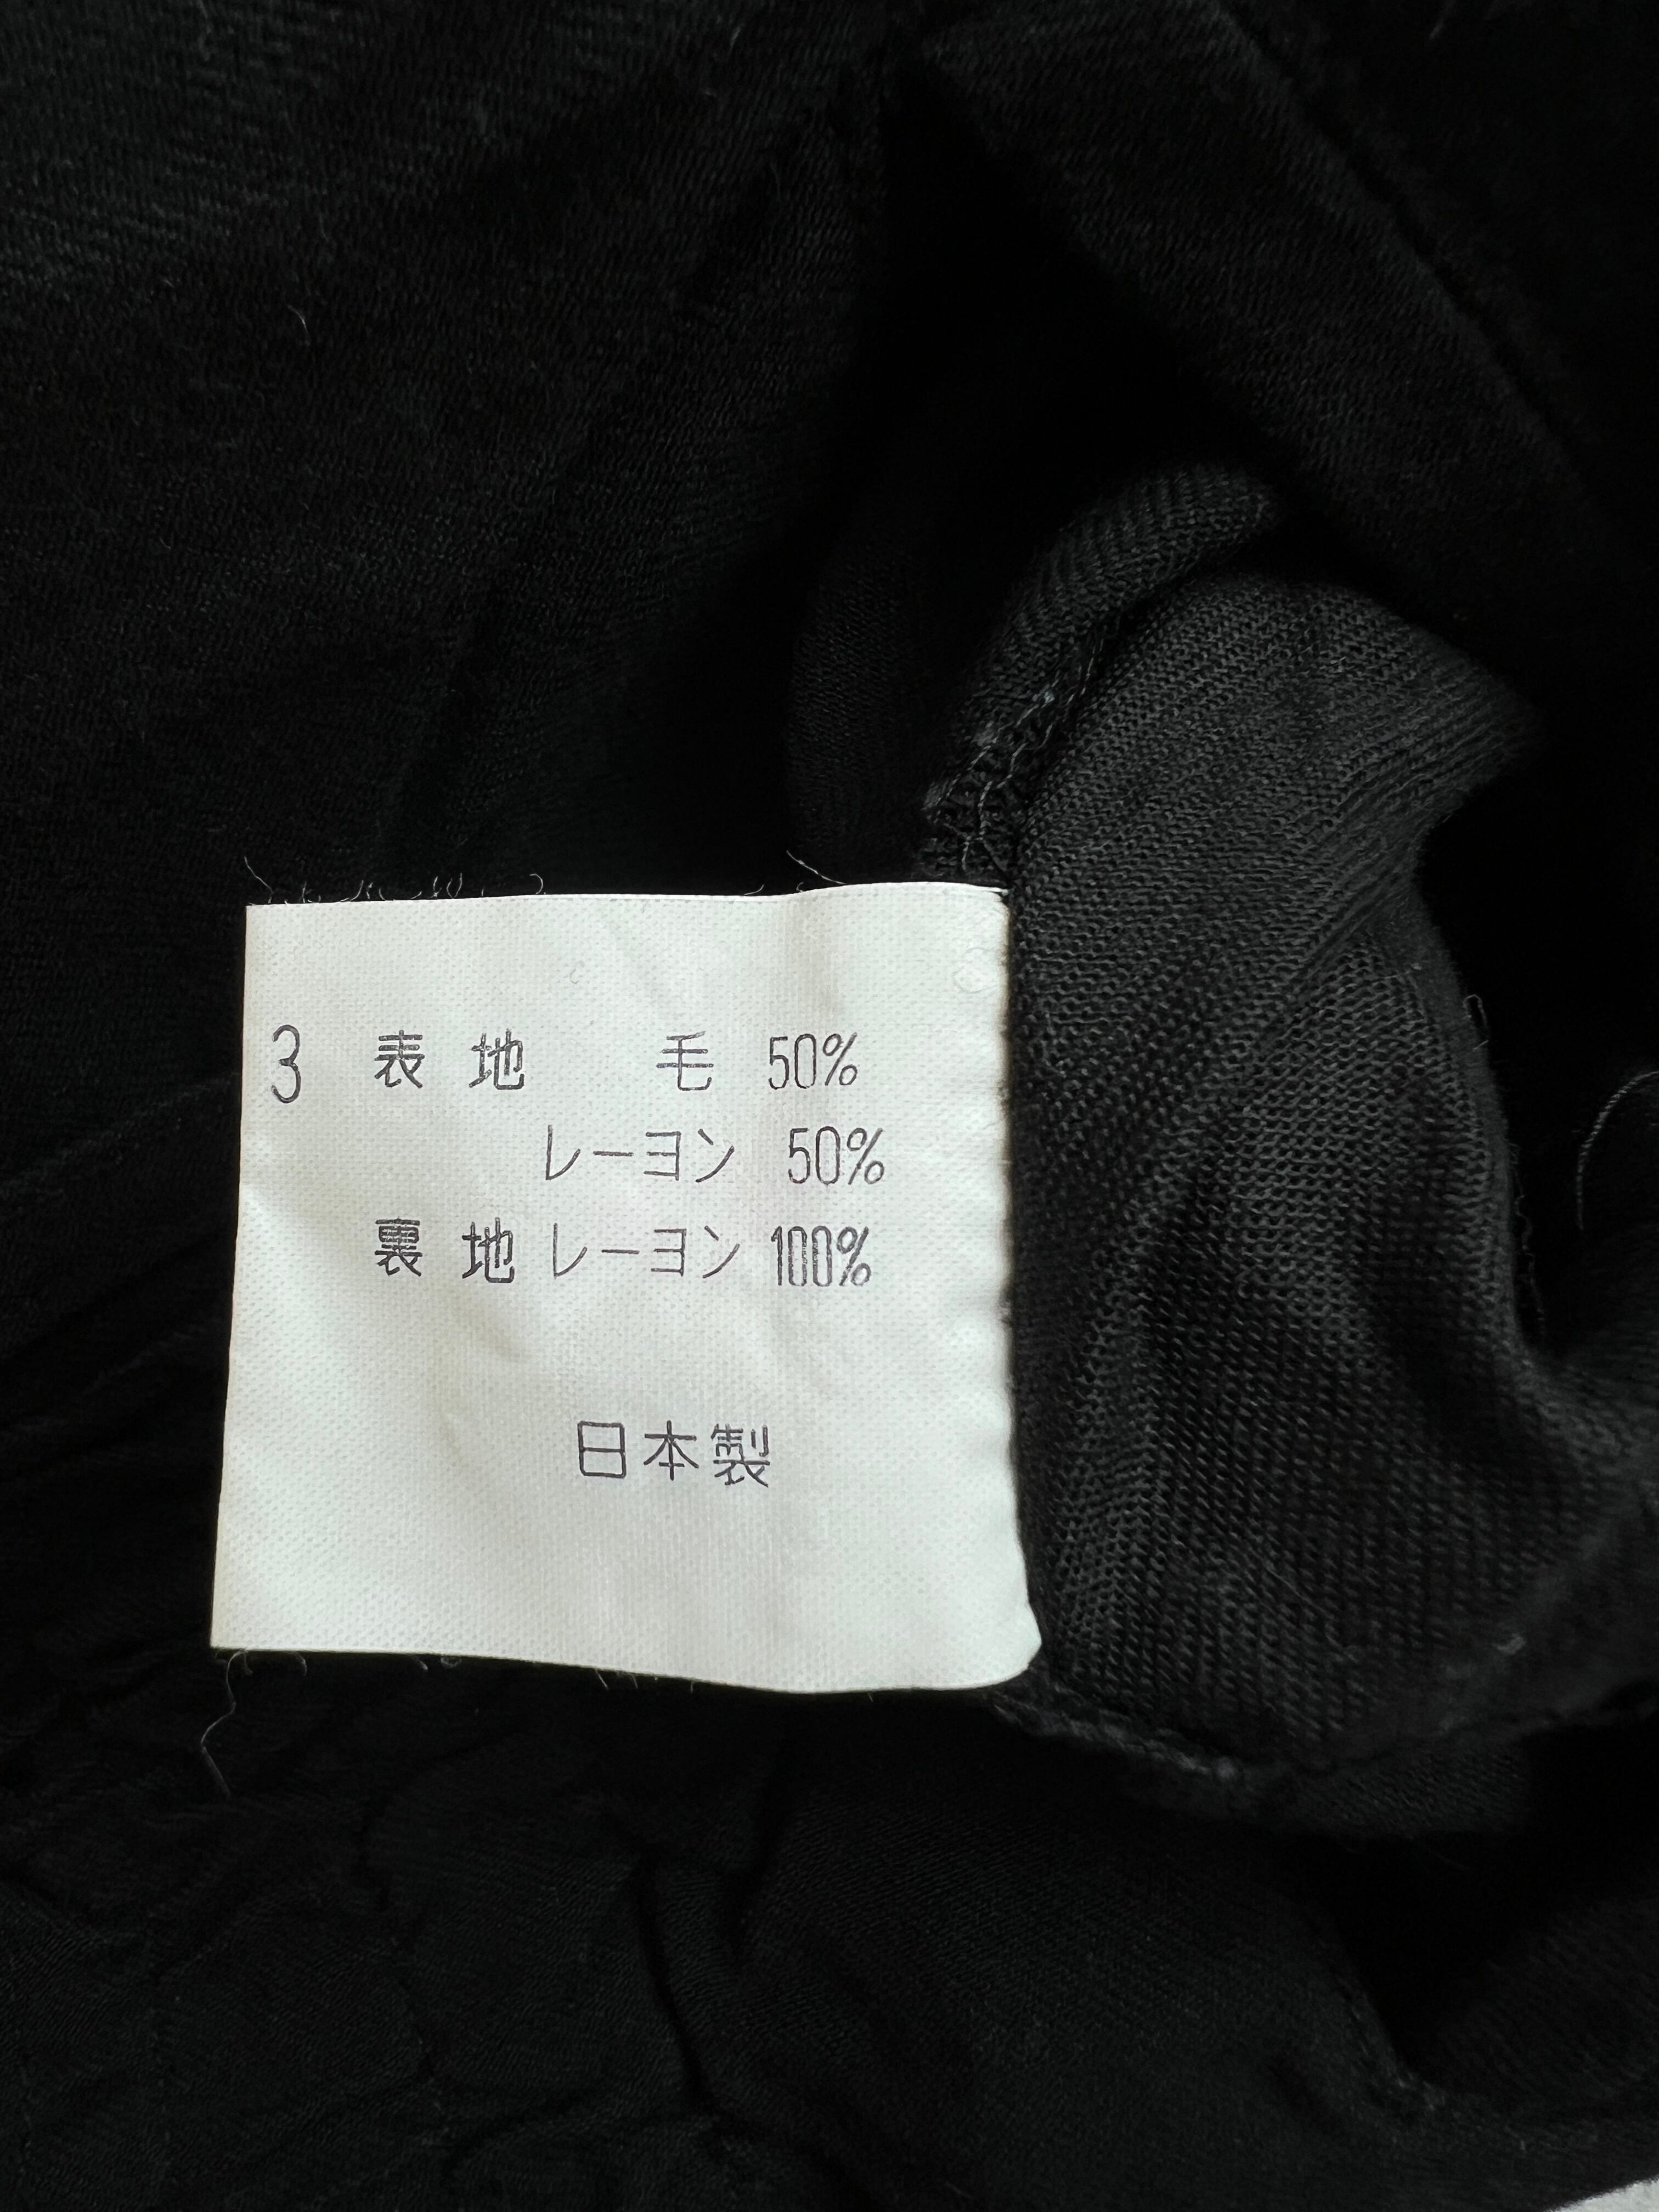 3 表地 毛 50%
レーヨン 50%
裏地 レーヨン 100%
日本製